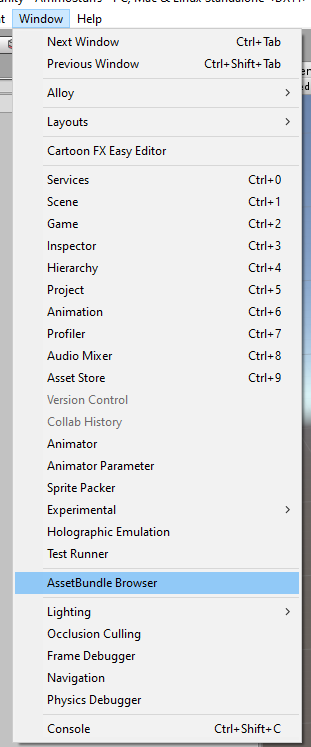 Window Help
Next Window Ctrl+Tab
Previous Window Ctrl+Shift+Tab
Alloy
Layouts
Cartoon FX Easy Editor
Services Ctrl+0
Scene Ctrl+1
Game Ctrl+2
Inspector Ctrl+3
Hierarchy Ctrl+4
Project Ctrl+5
Animation Ctrl+6
Profiler Ctrl+7
Audio Mixer Ctrl+8
Asset Store Ctrl+9
Version Control
Collab History
Animator
Animator Parameter
Sprite Packer
Experimental
Holographic Emulation
Test Runner
AssetBundle Browser
Lighting
Occlusion Culling
Frame Debugger
Navigation
Physics Debugger
Console Ctrl+Shift+C